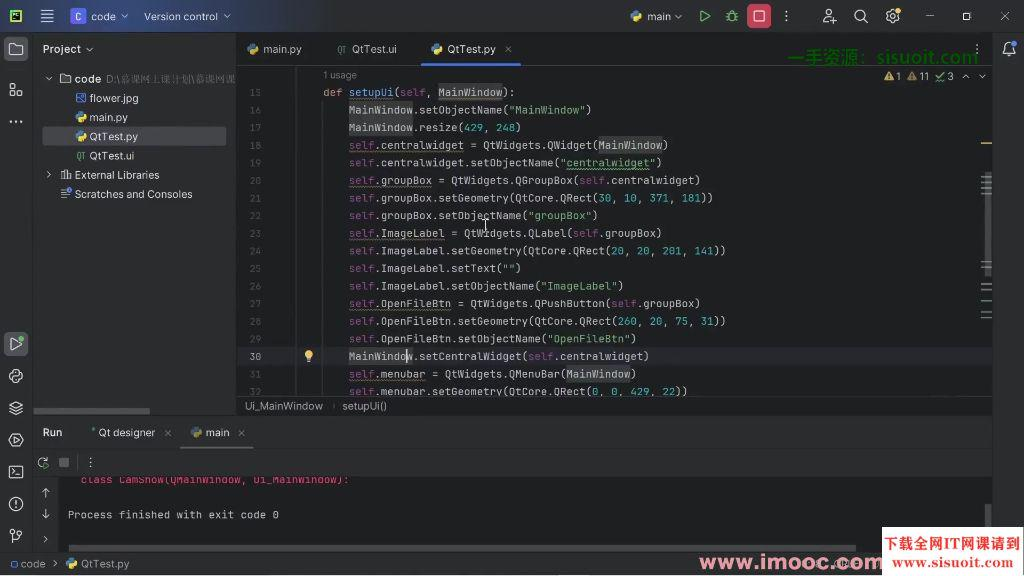 PC
C code
Version control
main
Project
main.py
QtTest.ui
QtTest.py
一手资源：sisuoit.com
code
flower.jpg
main.py
QtTest.py
QtTest.ui
External Libraries
Scratches and Consoles
1 usage
1 11 3
15 def setupUi(self, MainWindow):
16 MainWindow.setObjectName("MainWindow")
17 MainWindow.resize(429, 248)
18 self.centralwidget = QtWidgets.QWidget(MainWindow)
19 self.centralwidget.setObjectName("centralwidget")
20 self.groupBox = QtWidgets.QGroupBox(self.centralwidget)
21 self.groupBox.setGeometry(QtCore.QRect(30, 10, 371, 181))
22 self.groupBox.setObjectName("groupBox")
23 self.ImageLabel = QtWidgets.QLabel(self.groupBox)
24 self.ImageLabel.setGeometry(QtCore.QRect(20, 20, 201, 141))
25 self.ImageLabel.setText("")
26 self.ImageLabel.setObjectName("ImageLabel")
27 self.OpenFileBtn = QtWidgets.QPushButton(self.groupBox)
28 self.OpenFileBtn.setGeometry(QtCore.QRect(260, 20, 75, 31))
29 self.OpenFileBtn.setObjectName("OpenFileBtn")
30 MainWindow.setCentralWidget(self.centralwidget)
31 self.menubar = QtWidgets.QMenuBar(MainWindow)
32 self.menubar.setGeometry(QtCore.QRect(0, 0, 429, 22))
Ui_MainWindow › setupUi()
Run
Qt designer
main
class CamShow(QMainWindow, Ui_MainWindow):
Process finished with exit code 0
code › QtTest.py
www.imooc.com
下载全网IT网课请到
www.sisuoit.com